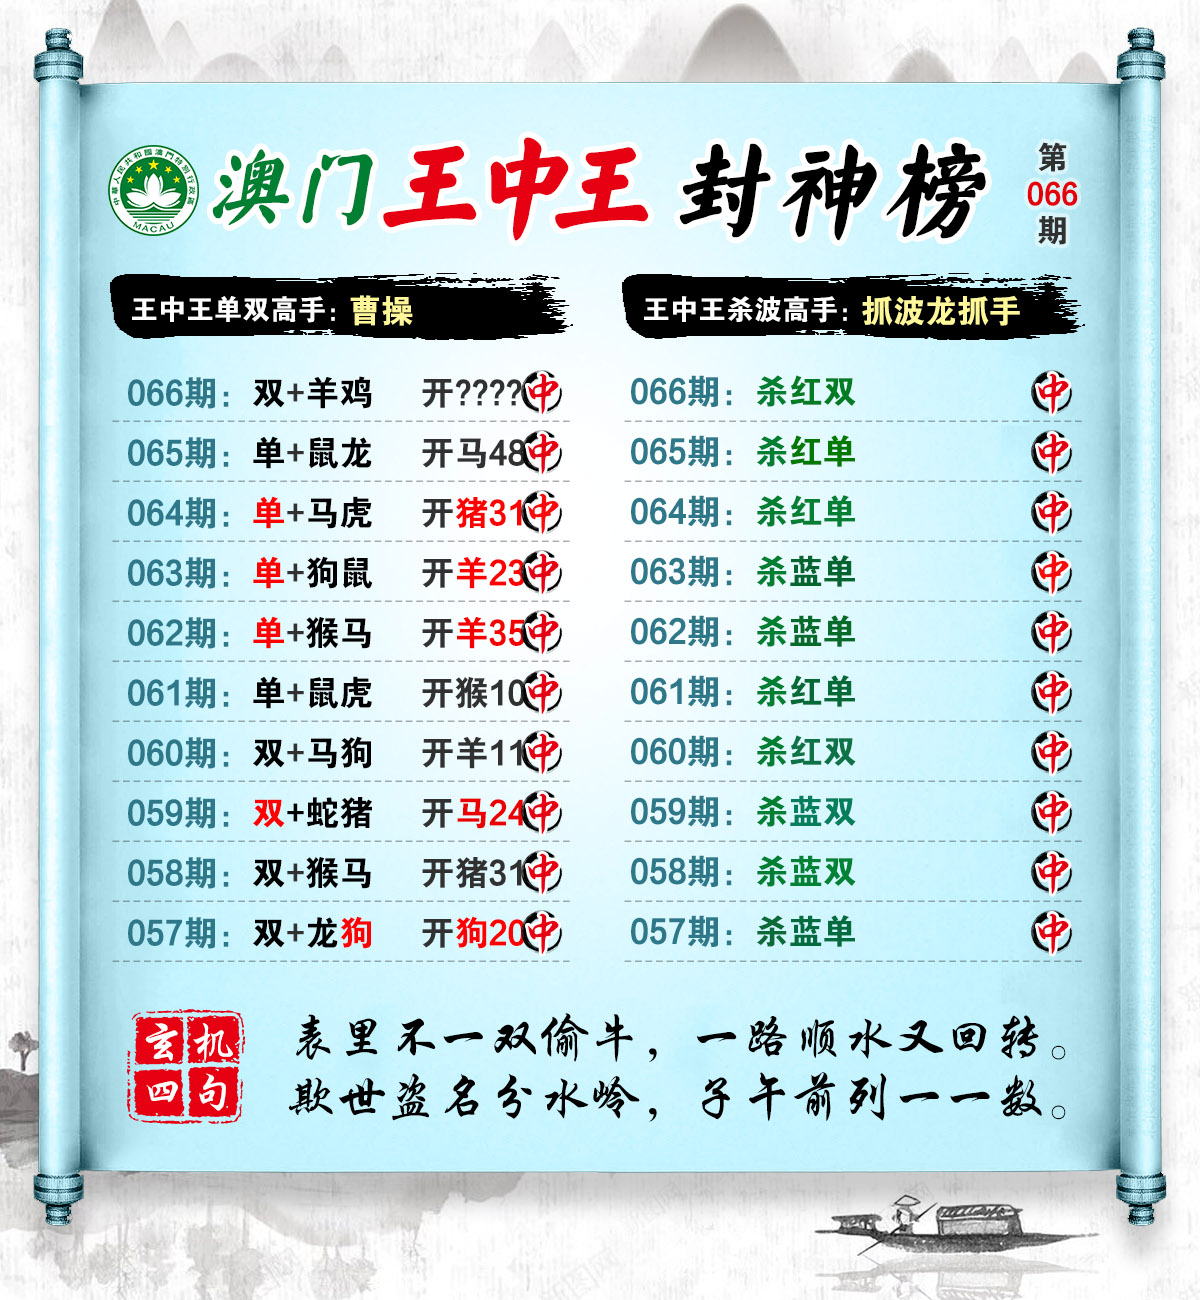 中華人民共和國澳門特別行政區
MACAU
澳门王中王封神榜
第
066
期
王中王单双高手：曹操
066期：双+羊鸡 开????中
065期：单+鼠龙 开马48中
064期：单+马虎 开猪31中
063期：单+狗鼠 开羊23中
062期：单+猴马 开羊35中
061期：单+鼠虎 开猴10中
060期：双+马狗 开羊11中
059期：双+蛇猪 开马24中
058期：双+猴马 开猪31中
057期：双+龙狗 开狗20中
王中王杀波高手：抓波龙抓手
066期：杀红双 中
065期：杀红单 中
064期：杀红单 中
063期：杀蓝单 中
062期：杀蓝单 中
061期：杀红单 中
060期：杀红双 中
059期：杀蓝双 中
058期：杀蓝双 中
057期：杀蓝单 中
玄机
四句
表里不一双偷牛，一路顺水又回转。
欺世盗名分水岭，子午前列一一数。